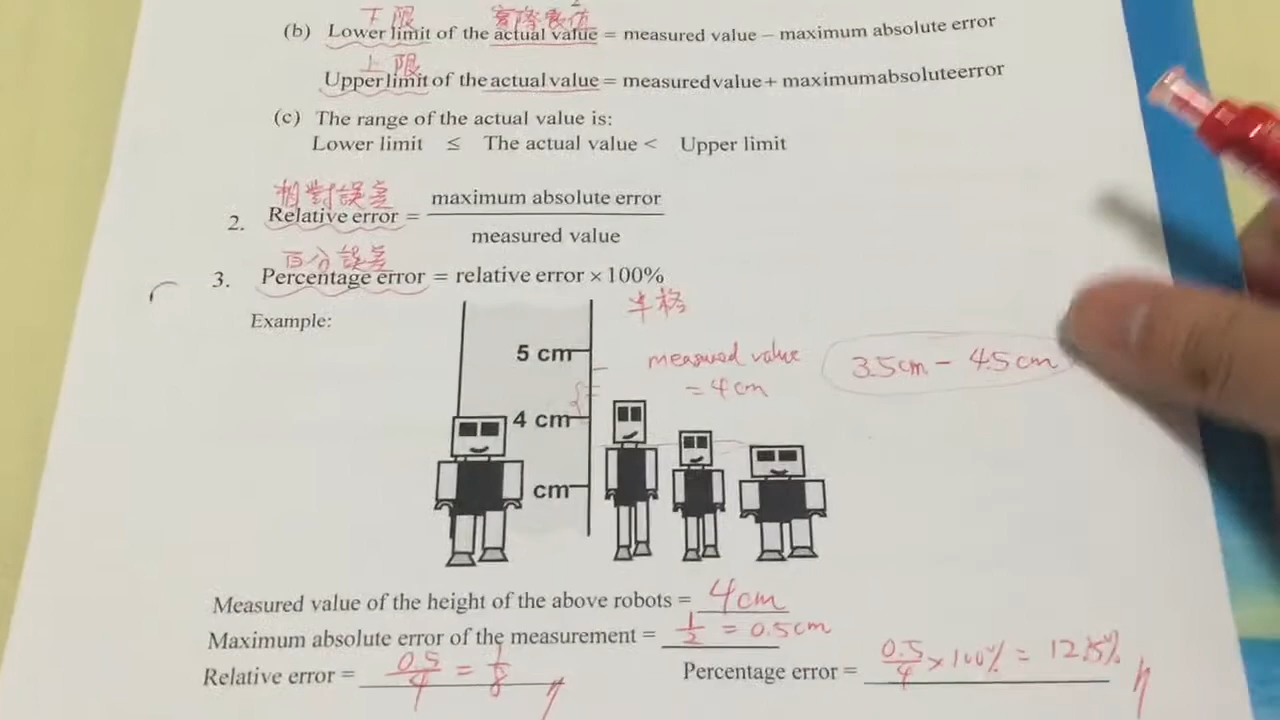 下限 實際數值
(b) Lower limit of the actual value = measured value − maximum absolute error
上限
Upper limit of the actual value = measured value + maximum absolute error
(c) The range of the actual value is:
Lower limit ≤ The actual value < Upper limit
相對誤差
2. Relative error = maximum absolute error
measured value
百分誤差
3. Percentage error = relative error × 100%
半格
Example:
5 cm
measured value
= 4 cm
3.5cm − 4.5cm
4 cm
cm
Measured value of the height of the above robots = 4cm
Maximum absolute error of the measurement = 1/2 = 0.5cm
Relative error = 0.5/4 = 1/8
Percentage error = 0.5/4 × 100% = 12.5%